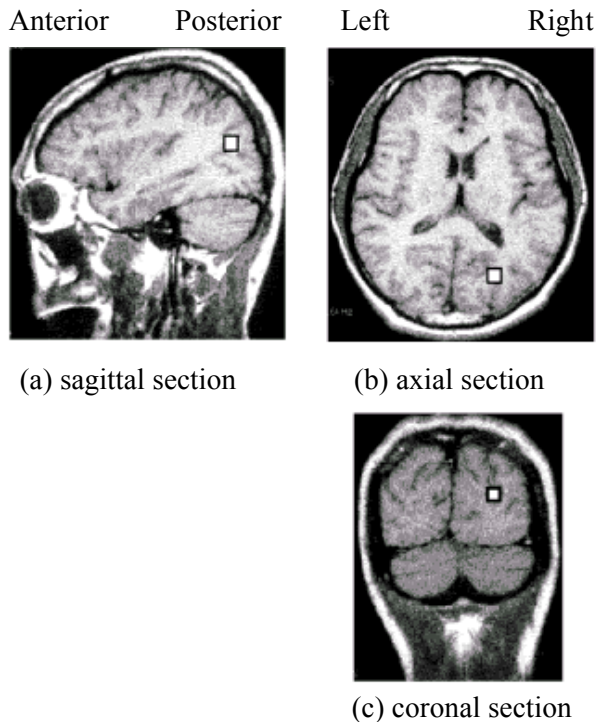 Anterior Posterior Left Right
(a) sagittal section (b) axial section
(c) coronal section